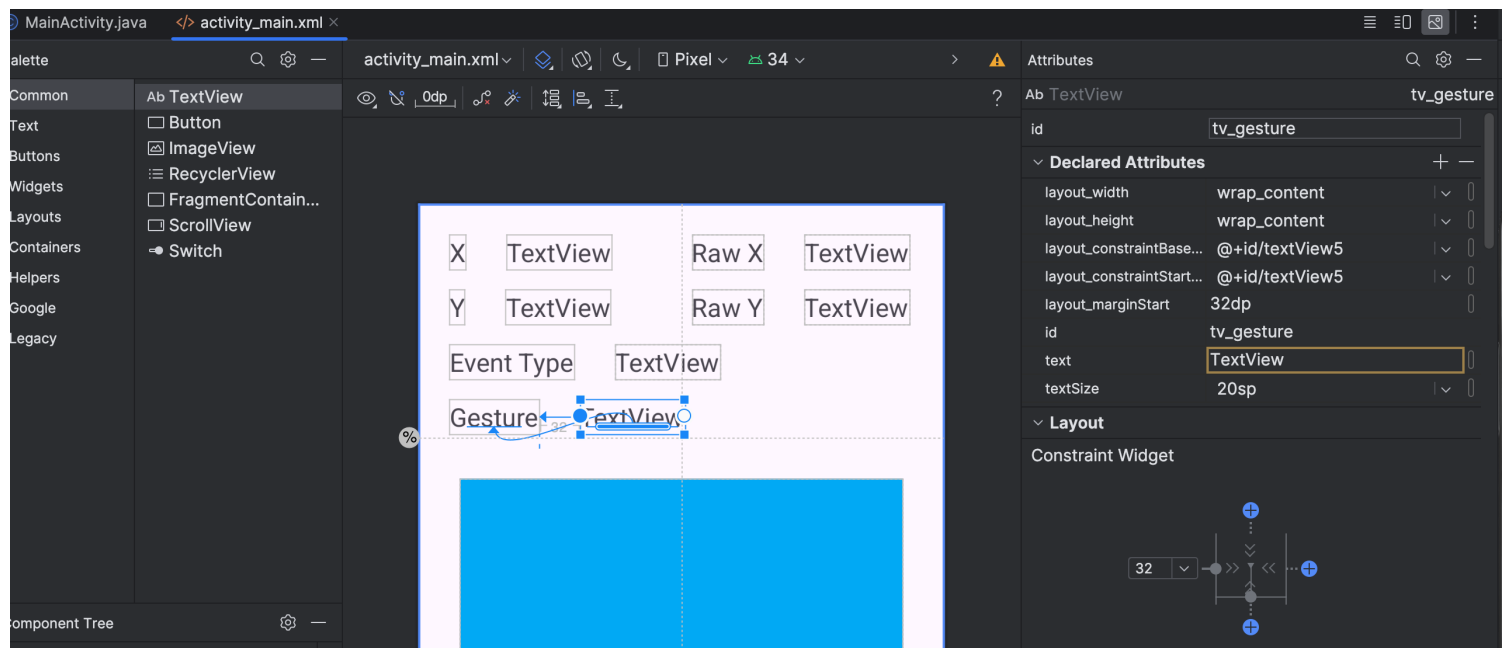 MainActivity.java
activity_main.xml
alette
activity_main.xml
Pixel
34
Attributes
Common
Text
Buttons
Widgets
Layouts
Containers
Helpers
Google
Legacy
Ab TextView
Button
ImageView
RecyclerView
FragmentContain...
ScrollView
Switch
0dp
?
X TextView Raw X TextView
Y TextView Raw Y TextView
Event Type TextView
Gesture 32 TextView
%
Ab TextView tv_gesture
id tv_gesture
Declared Attributes
layout_width wrap_content
layout_height wrap_content
layout_constraintBase... @+id/textView5
layout_constraintStart... @+id/textView5
layout_marginStart 32dp
id tv_gesture
text TextView
textSize 20sp
Layout
Constraint Widget
32
omponent Tree